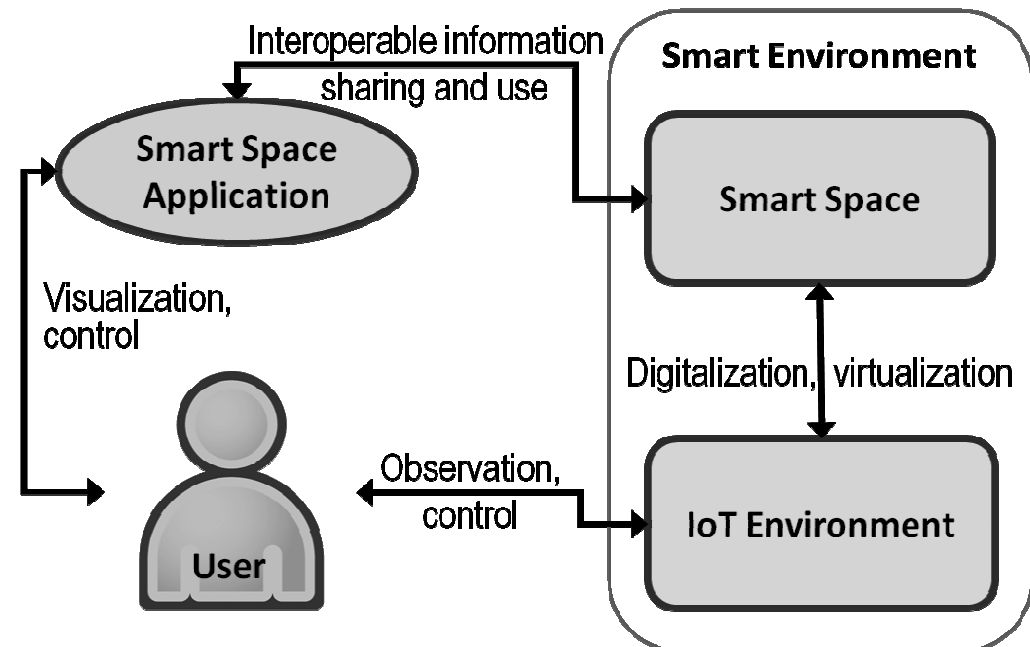 Interoperable information
sharing and use
Smart Environment
Smart Space
Application
Smart Space
Visualization,
control
Digitalization, virtualization
Observation,
control
User
IoT Environment